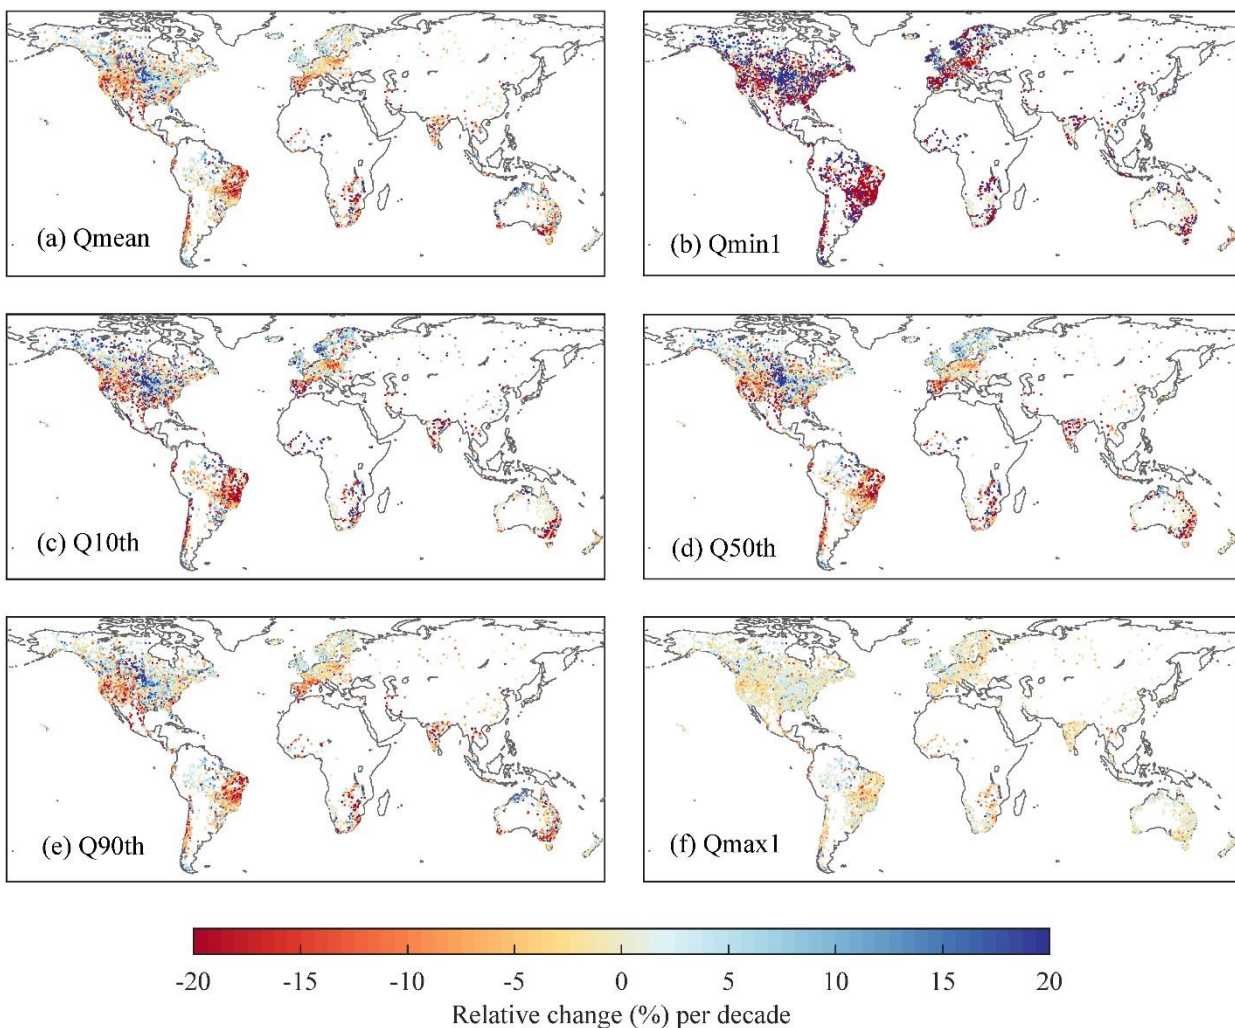 (a) Qmean
(b) Qmin1
(c) Q10th
(d) Q50th
(e) Q90th
(f) Qmax1
-20 -15 -10 -5 0 5 10 15 20
Relative change (%) per decade